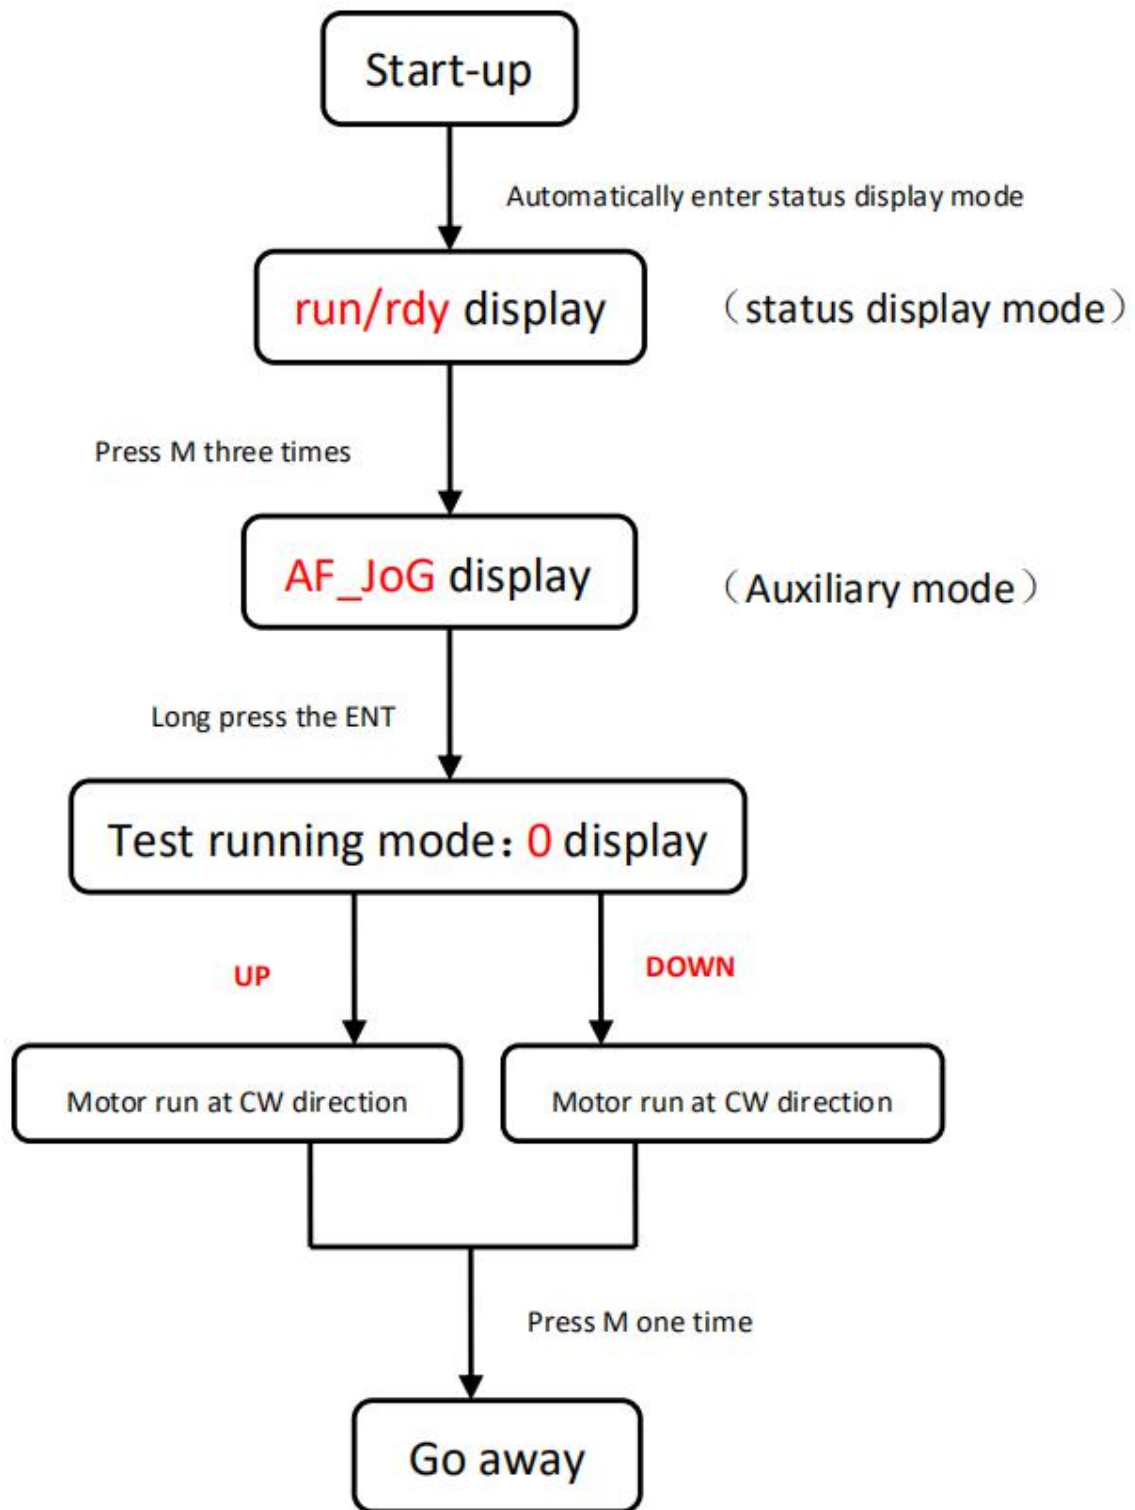 Start-up
Automatically enter status display mode
run/rdy display
（status display mode）
Press M three times
AF_JoG display
（Auxiliary mode）
Long press the ENT
Test running mode：0 display
UP
DOWN
Motor run at CW direction
Motor run at CW direction
Press M one time
Go away